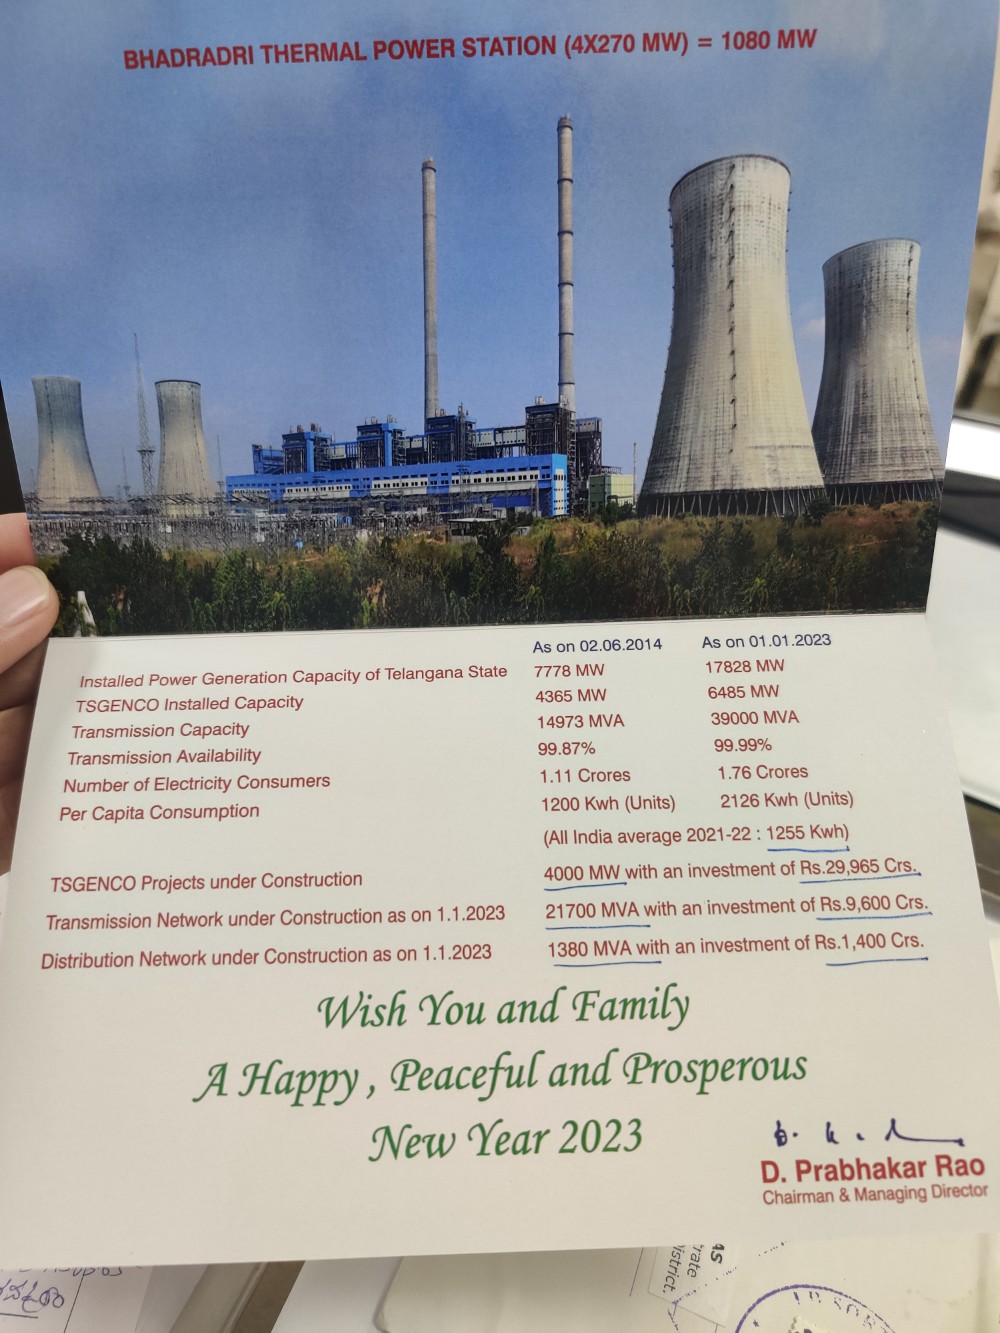 BHADRADRI THERMAL POWER STATION (4X270 MW) = 1080 MW
As on 02.06.2014 As on 01.01.2023
Installed Power Generation Capacity of Telangana State 7778 MW 17828 MW
TSGENCO Installed Capacity 4365 MW 6485 MW
Transmission Capacity 14973 MVA 39000 MVA
Transmission Availability 99.87% 99.99%
Number of Electricity Consumers 1.11 Crores 1.76 Crores
Per Capita Consumption 1200 Kwh (Units) 2126 Kwh (Units)
(All India average 2021-22 : 1255 Kwh)
TSGENCO Projects under Construction 4000 MW with an investment of Rs.29,965 Crs.
Transmission Network under Construction as on 1.1.2023 21700 MVA with an investment of Rs.9,600 Crs.
Distribution Network under Construction as on 1.1.2023 1380 MVA with an investment of Rs.1,400 Crs.
Wish You and Family
A Happy , Peaceful and Prosperous
New Year 2023
D. Prabhakar Rao
Chairman & Managing Director